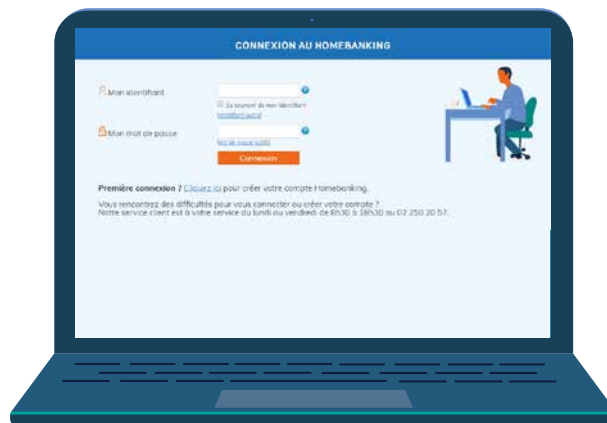 CONNEXION AU HOMEBANKING
Mon identifiant
Se souvenir de mon identifiant
Identifiant oublié
Mon mot de passe
Mot de passe oublié
Connexion
Première connexion ? Cliquez ici pour créer votre compte Homebanking.
Vous rencontrez des difficultés pour vous connecter ou créer votre compte ?
Notre service client est à votre service du lundi au vendredi de 8h30 à 18h30 au 02 250 20 57.